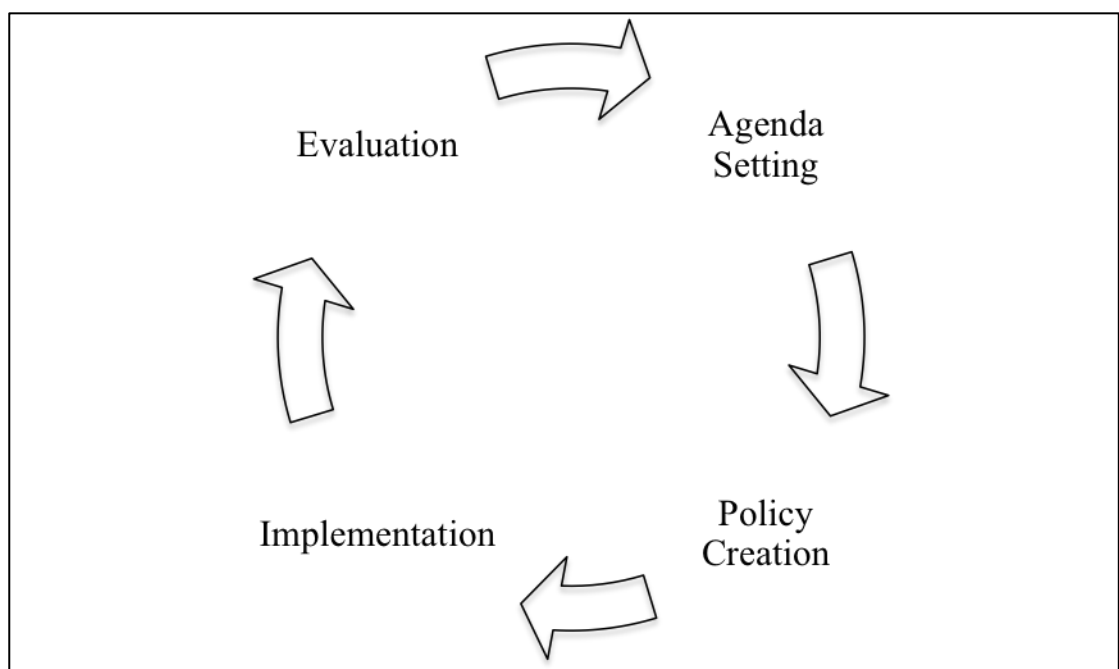 Evaluation
Agenda
Setting
Implementation
Policy
Creation